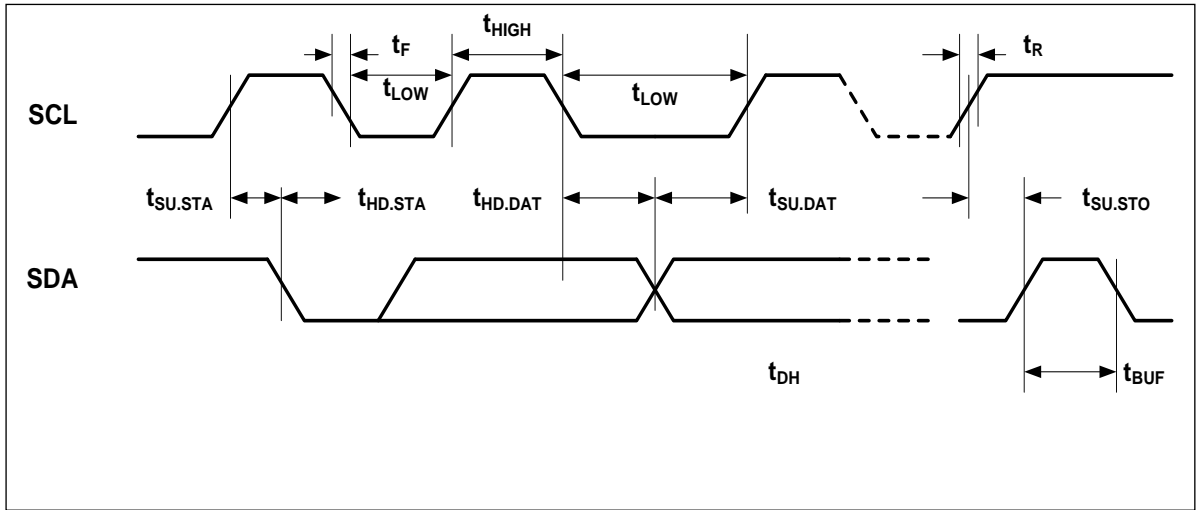 tHIGH
tF
tR
tLOW
tLOW
SCL
tSU.STA
tHD.STA
tHD.DAT
tSU.DAT
tSU.STO
SDA
tDH
tBUF